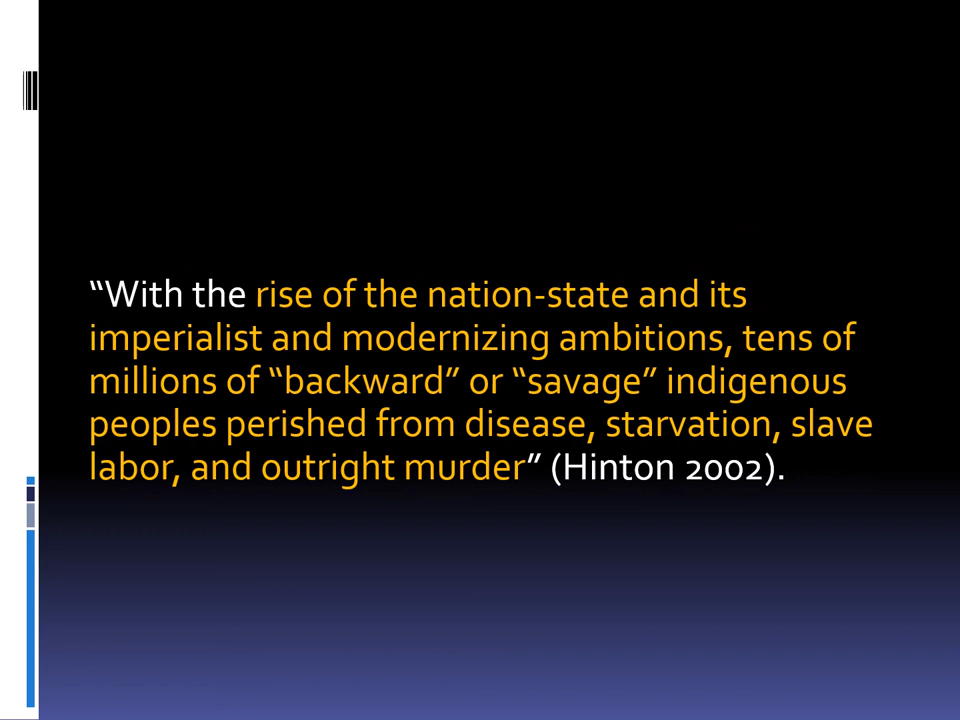 “With the rise of the nation-state and its
imperialist and modernizing ambitions, tens of
millions of “backward” or “savage” indigenous
peoples perished from disease, starvation, slave
labor, and outright murder” (Hinton 2002).